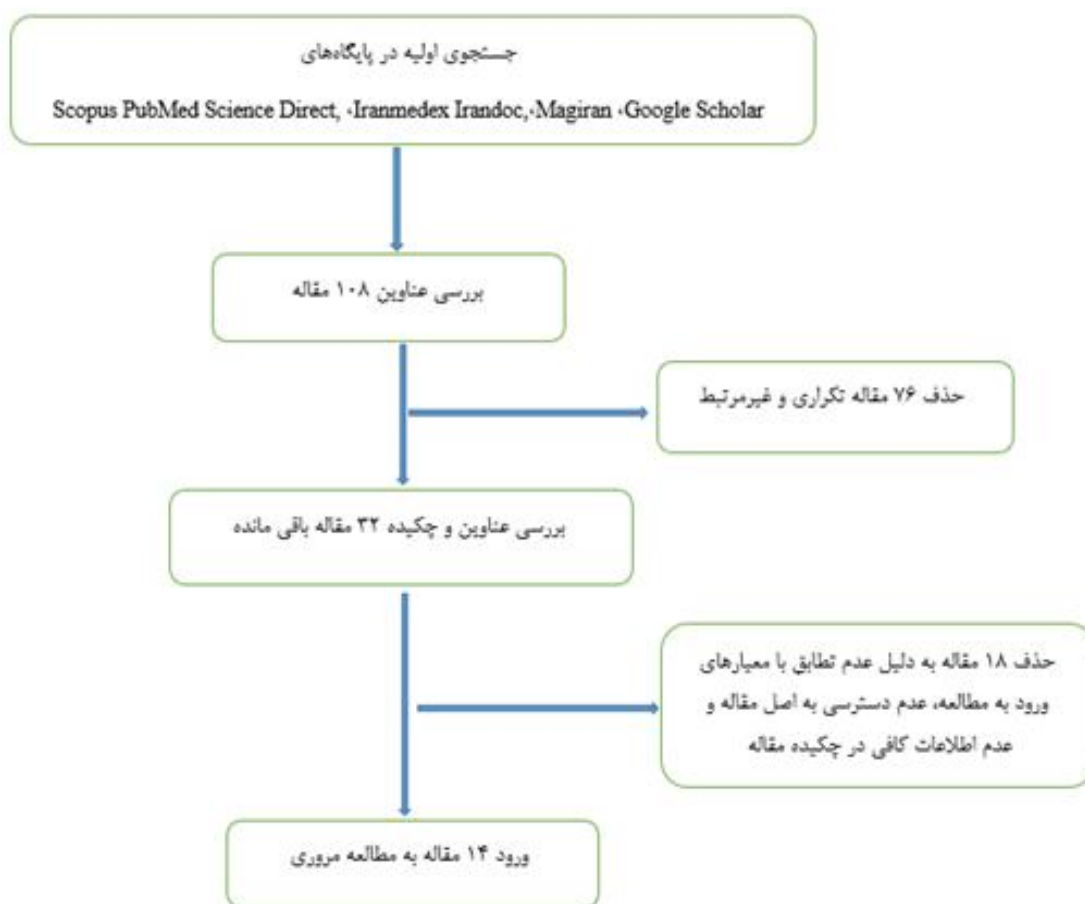 جستجوی اولیه در پایگاه‌های
Scopus PubMed Science Direct, ،Iranmedex Irandoc,،Magiran ،Google Scholar
بررسی عناوین ۱۰۸ مقاله
حذف ۷۶ مقاله تکراری و غیرمرتبط
بررسی عناوین و چکیده ۳۲ مقاله باقی مانده
حذف ۱۸ مقاله به دلیل عدم تطابق با معیارهای
ورود به مطالعه، عدم دسترسی به اصل مقاله و
عدم اطلاعات کافی در چکیده مقاله
ورود ۱۴ مقاله به مطالعه مروری